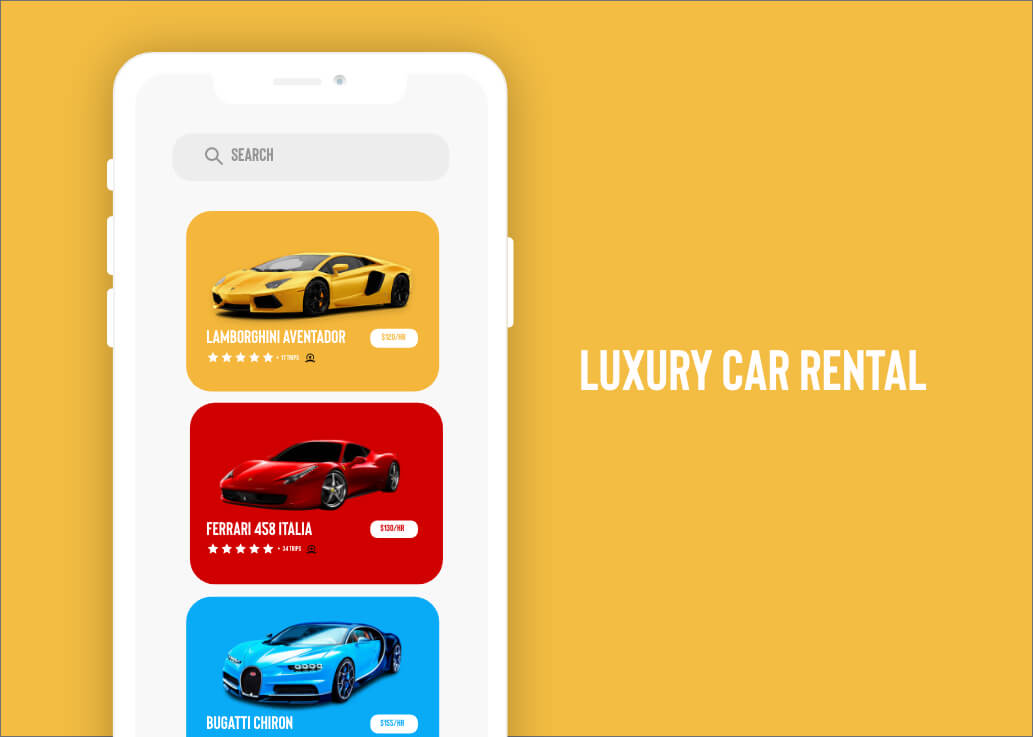 SEARCH
LAMBORGHINI AVENTADOR
$120/HR
• 17 TRIPS
FERRARI 458 ITALIA
$130/HR
• 34 TRIPS
BUGATTI CHIRON
$155/HR
LUXURY CAR RENTAL